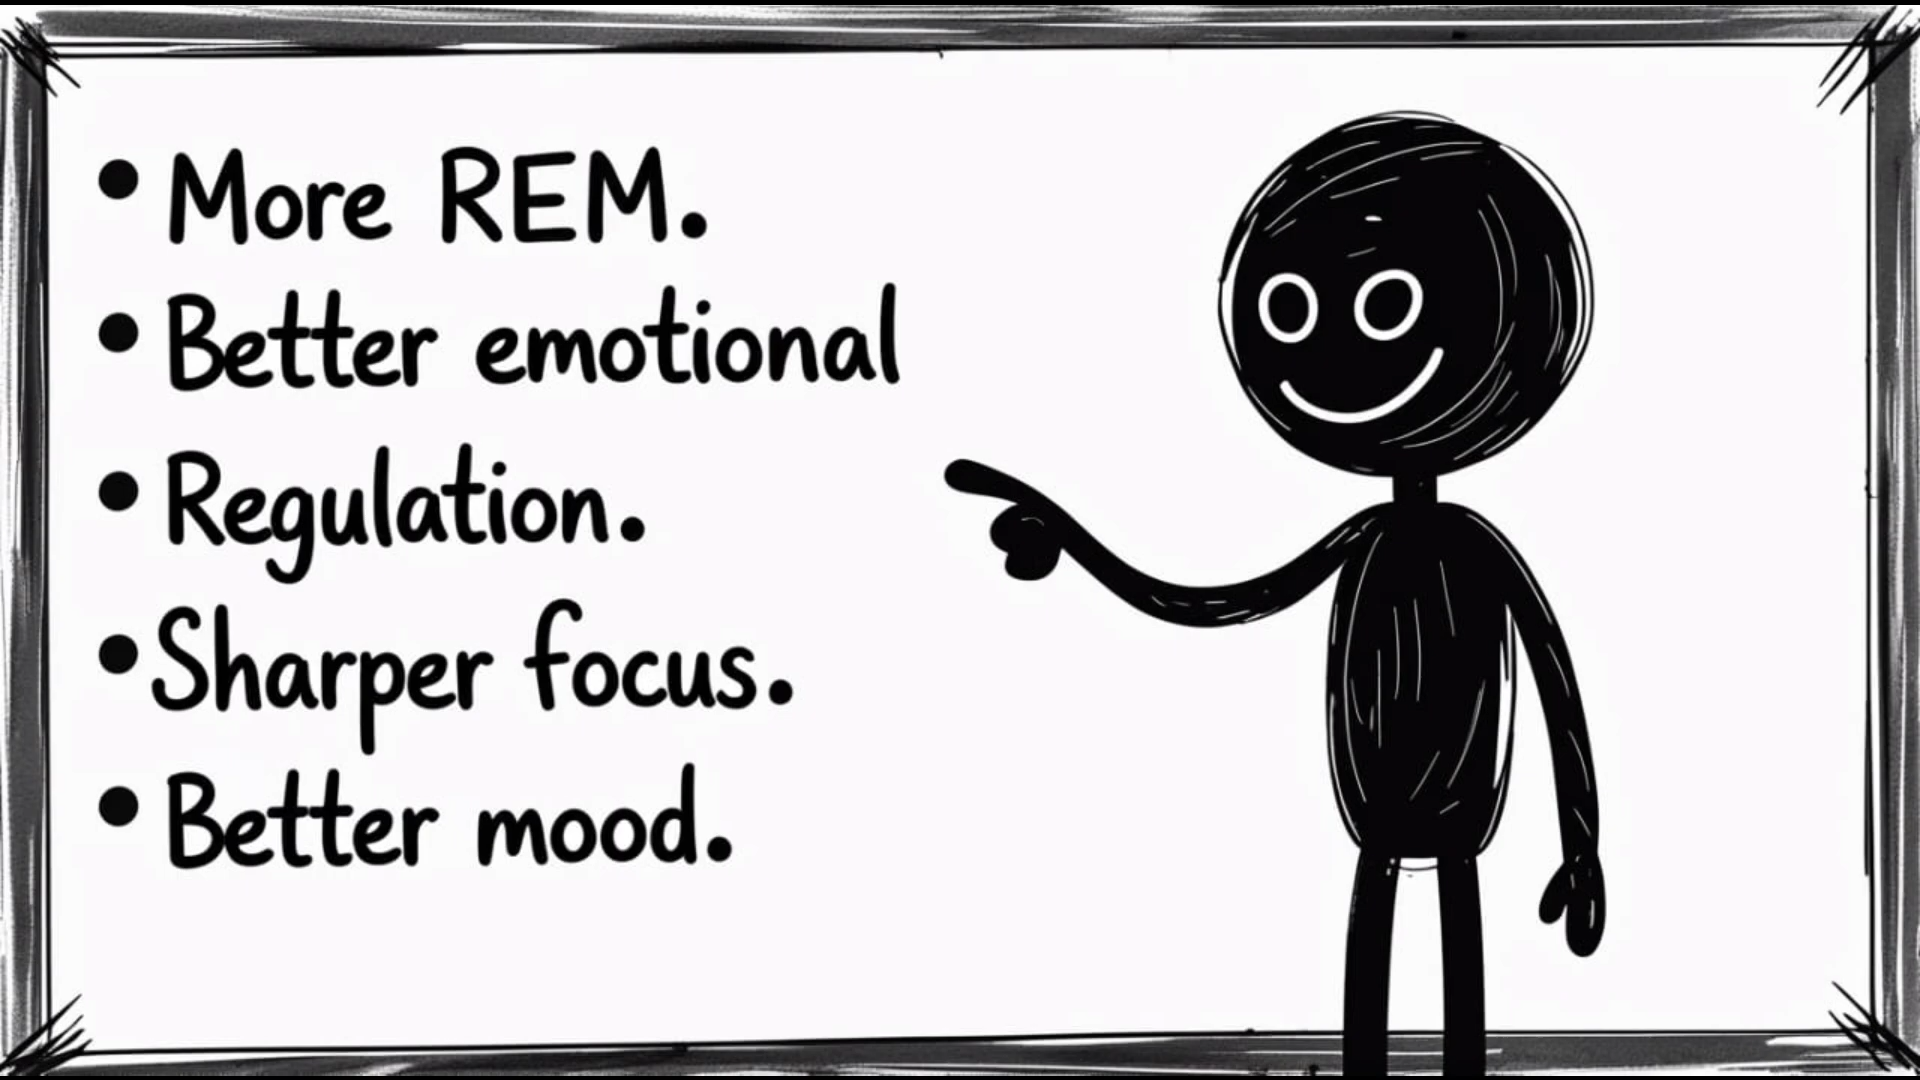 • More REM.
• Better emotional
• Regulation.
• Sharper focus.
• Better mood.